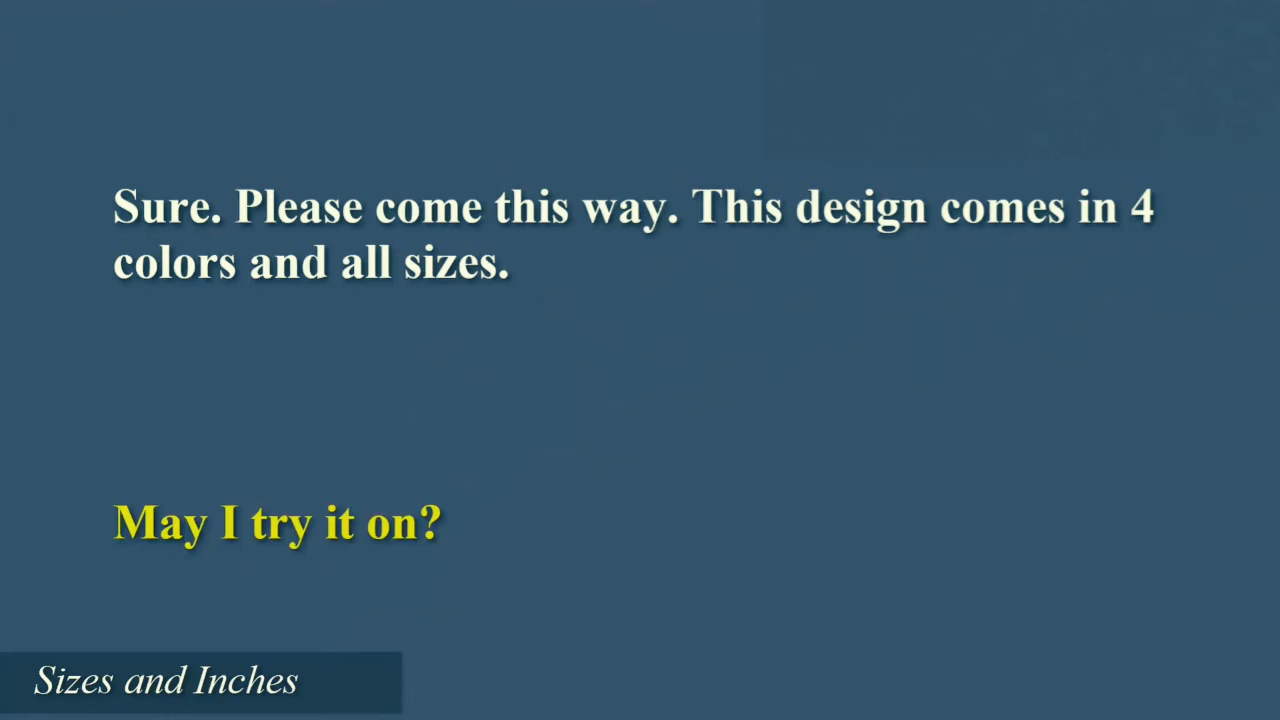 Sure. Please come this way. This design comes in 4
colors and all sizes.
May I try it on?
Sizes and Inches